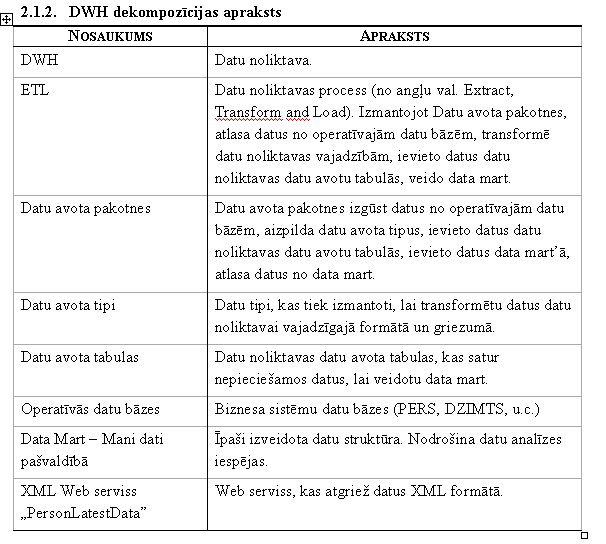 2.1.2. DWH dekompozīcijas apraksts
NOSAUKUMS APRAKSTS
DWH Datu noliktava.
ETL Datu noliktavas process (no angļu val. Extract,
Transform and Load). Izmantojot Datu avota pakotnes,
atlasa datus no operatīvajām datu bāzēm, transformē
datu noliktavas vajadzībām, ievieto datus datu
noliktavas datu avotu tabulās, veido data mart.
Datu avota pakotnes Datu avota pakotnes izgūst datus no operatīvajām datu
bāzēm, aizpilda datu avota tipus, ievieto datus datu
noliktavas datu avotu tabulās, ievieto datus data mart’ā,
atlasa datus no data mart.
Datu avota tipi Datu tipi, kas tiek izmantoti, lai transformētu datus datu
noliktavai vajadzīgajā formātā un griezumā.
Datu avota tabulas Datu noliktavas datu avota tabulas, kas satur
nepieciešamos datus, lai veidotu data mart.
Operatīvās datu bāzes Biznesa sistēmu datu bāzes (PERS, DZIMTS, u.c.)
Data Mart – Mani dati Īpaši izveidota datu struktūra. Nodrošina datu analīzes
pašvaldībā iespējas.
XML Web serviss Web serviss, kas atgriež datus XML formātā.
„PersonLatestData”